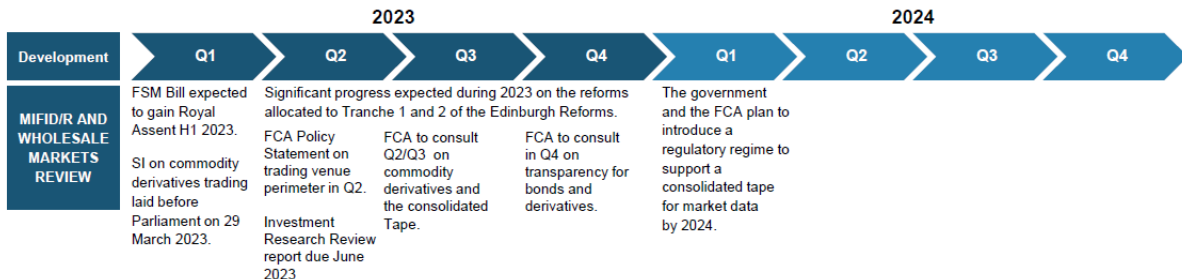 2023
2024
Development
Q1
Q2
Q3
Q4
Q1
Q2
Q3
Q4
MIFID/R AND
WHOLESALE
MARKETS
REVIEW
FSM Bill expected
to gain Royal
Assent H1 2023.
SI on commodity
derivatives trading
laid before
Parliament on 29
March 2023.
Significant progress expected during 2023 on the reforms
allocated to Tranche 1 and 2 of the Edinburgh Reforms.
FCA Policy
Statement on
trading venue
perimeter in Q2.
Investment
Research Review
report due June
2023
FCA to consult
Q2/Q3 on
commodity
derivatives and
the consolidated
Tape.
FCA to consult
in Q4 on
transparency for
bonds and
derivatives.
The government
and the FCA plan to
introduce a
regulatory regime to
support a
consolidated tape
for market data
by 2024.